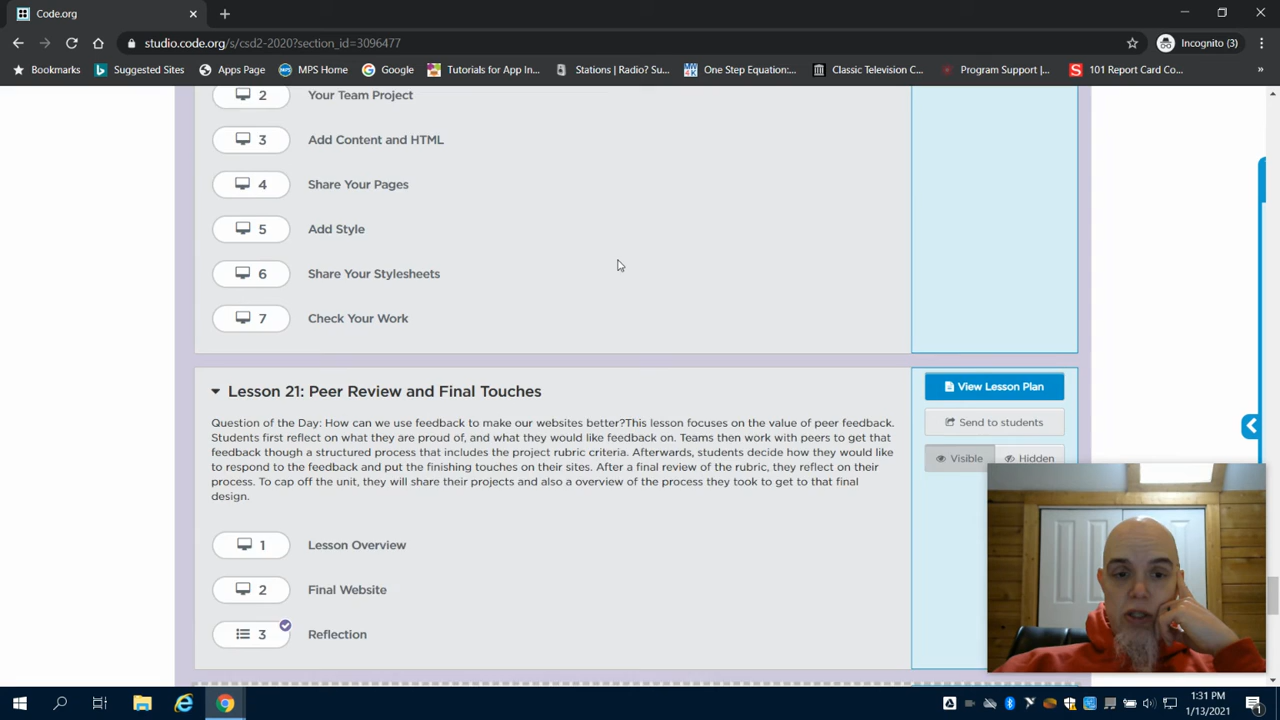 Code.org
studio.code.org/s/csd2-2020?section_id=3096477
Incognito (3)
Bookmarks
Suggested Sites
Apps Page
MPS Home
Google
Tutorials for App In...
Stations | Radio? Su...
One Step Equation:...
Classic Television C...
Program Support |...
101 Report Card Co...
2 Your Team Project
3 Add Content and HTML
4 Share Your Pages
5 Add Style
6 Share Your Stylesheets
7 Check Your Work
Lesson 21: Peer Review and Final Touches
Question of the Day: How can we use feedback to make our websites better?This lesson focuses on the value of peer feedback.
Students first reflect on what they are proud of, and what they would like feedback on. Teams then work with peers to get that
feedback though a structured process that includes the project rubric criteria. Afterwards, students decide how they would like
to respond to the feedback and put the finishing touches on their sites. After a final review of the rubric, they reflect on their
process. To cap off the unit, they will share their projects and also a overview of the process they took to get to that final
design.
View Lesson Plan
Send to students
Visible
Hidden
1 Lesson Overview
2 Final Website
3 Reflection
1:31 PM
1/13/2021
1